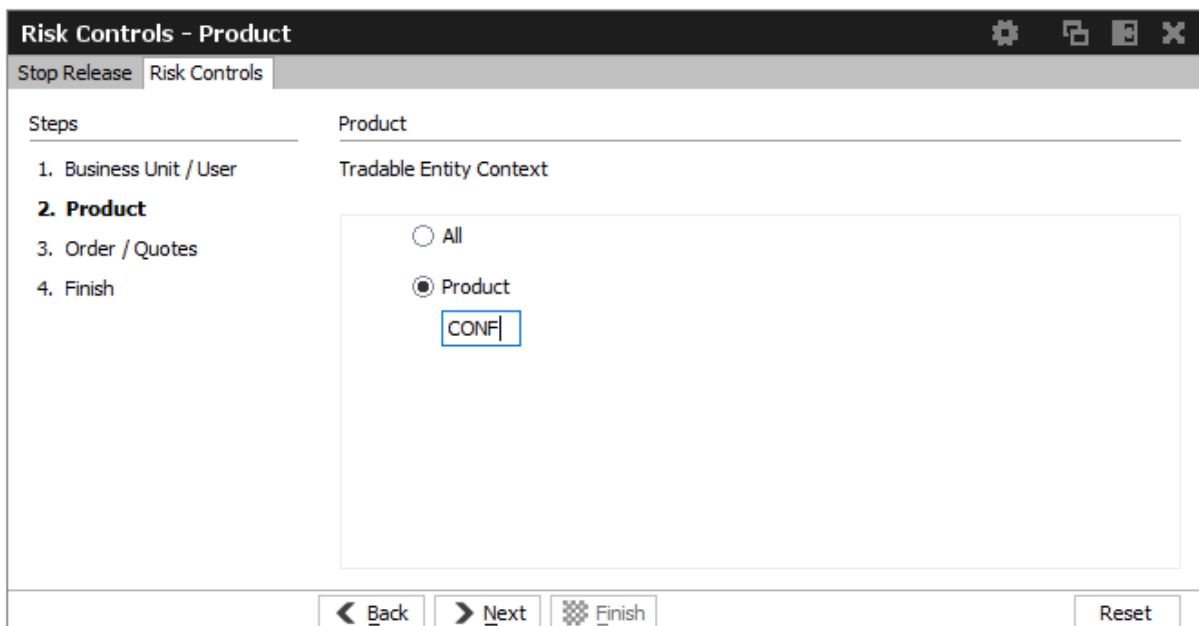 Risk Controls - Product
Stop Release Risk Controls
Steps
1. Business Unit / User
2. Product
3. Order / Quotes
4. Finish
Product
Tradable Entity Context
All
Product
CONF
Back Next Finish Reset